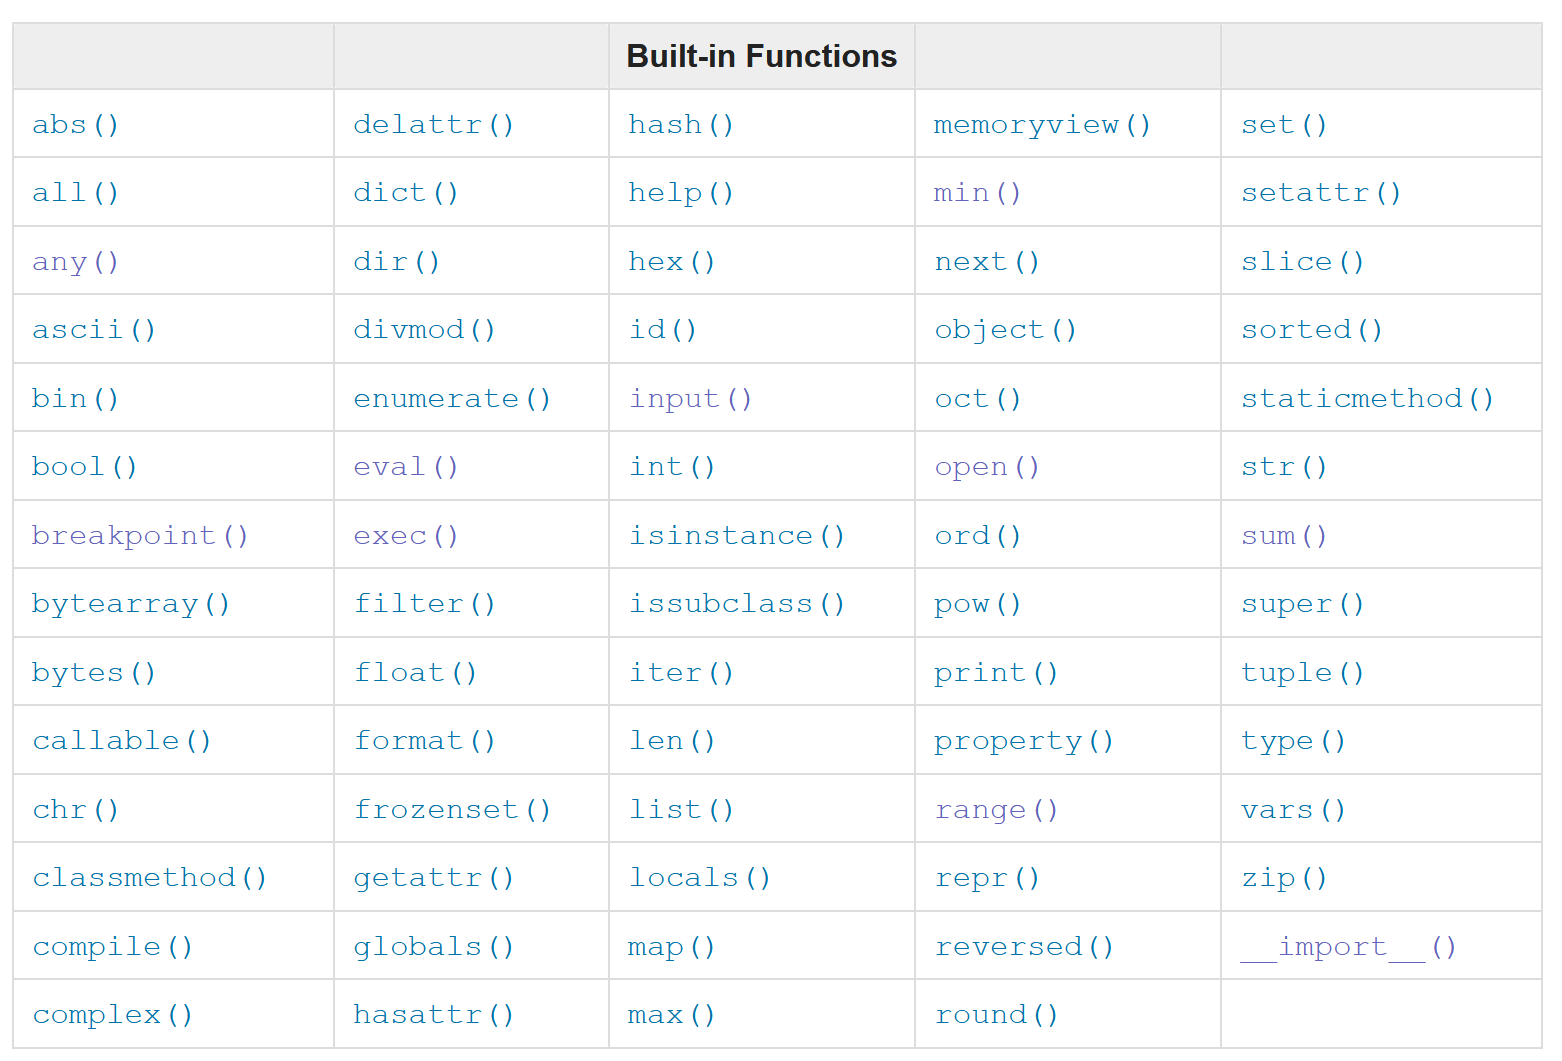 Built-in Functions
abs() delattr() hash() memoryview() set()
all() dict() help() min() setattr()
any() dir() hex() next() slice()
ascii() divmod() id() object() sorted()
bin() enumerate() input() oct() staticmethod()
bool() eval() int() open() str()
breakpoint() exec() isinstance() ord() sum()
bytearray() filter() issubclass() pow() super()
bytes() float() iter() print() tuple()
callable() format() len() property() type()
chr() frozenset() list() range() vars()
classmethod() getattr() locals() repr() zip()
compile() globals() map() reversed() __import__()
complex() hasattr() max() round()